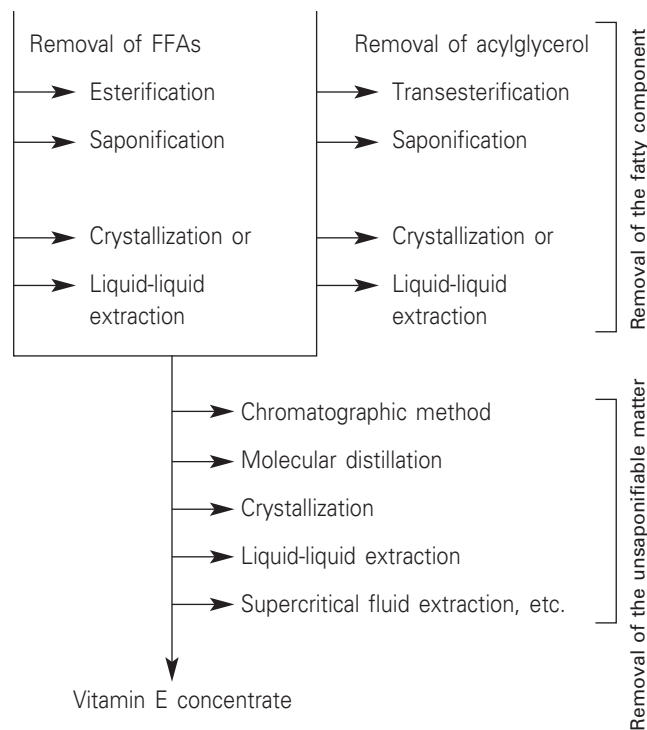 Removal of FFAs
Esterification
Saponification
Crystallization or
Liquid-liquid
extraction
Removal of acylglycerol
Transesterification
Saponification
Crystallization or
Liquid-liquid
extraction
Removal of the fatty component
Chromatographic method
Molecular distillation
Crystallization
Liquid-liquid extraction
Supercritical fluid extraction, etc.
Removal of the unsaponifiable matter
Vitamin E concentrate